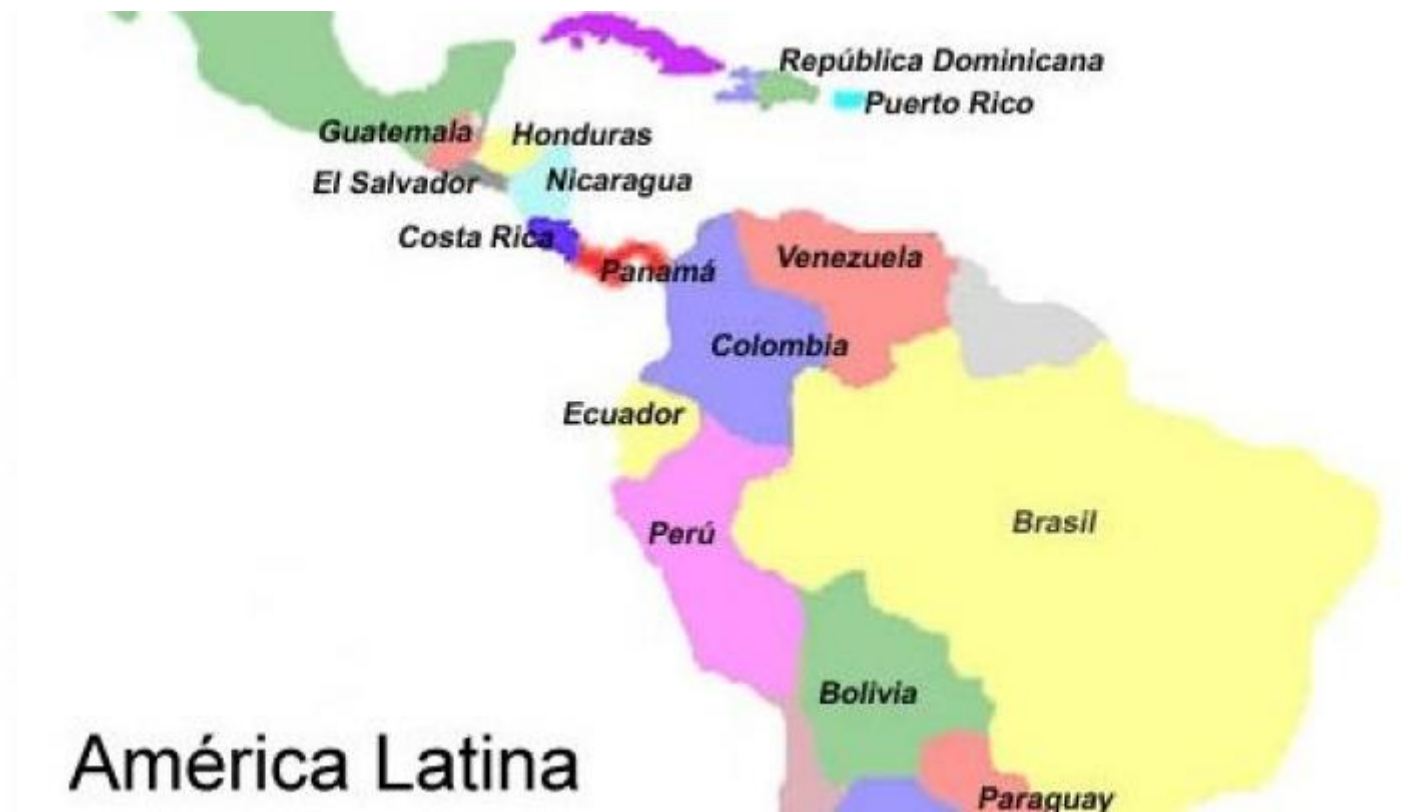 República Dominicana
Puerto Rico
Guatemala
Honduras
El Salvador
Nicaragua
Costa Rica
Panamá
Venezuela
Colombia
Ecuador
Perú
Brasil
Bolivia
América Latina
Paraguay